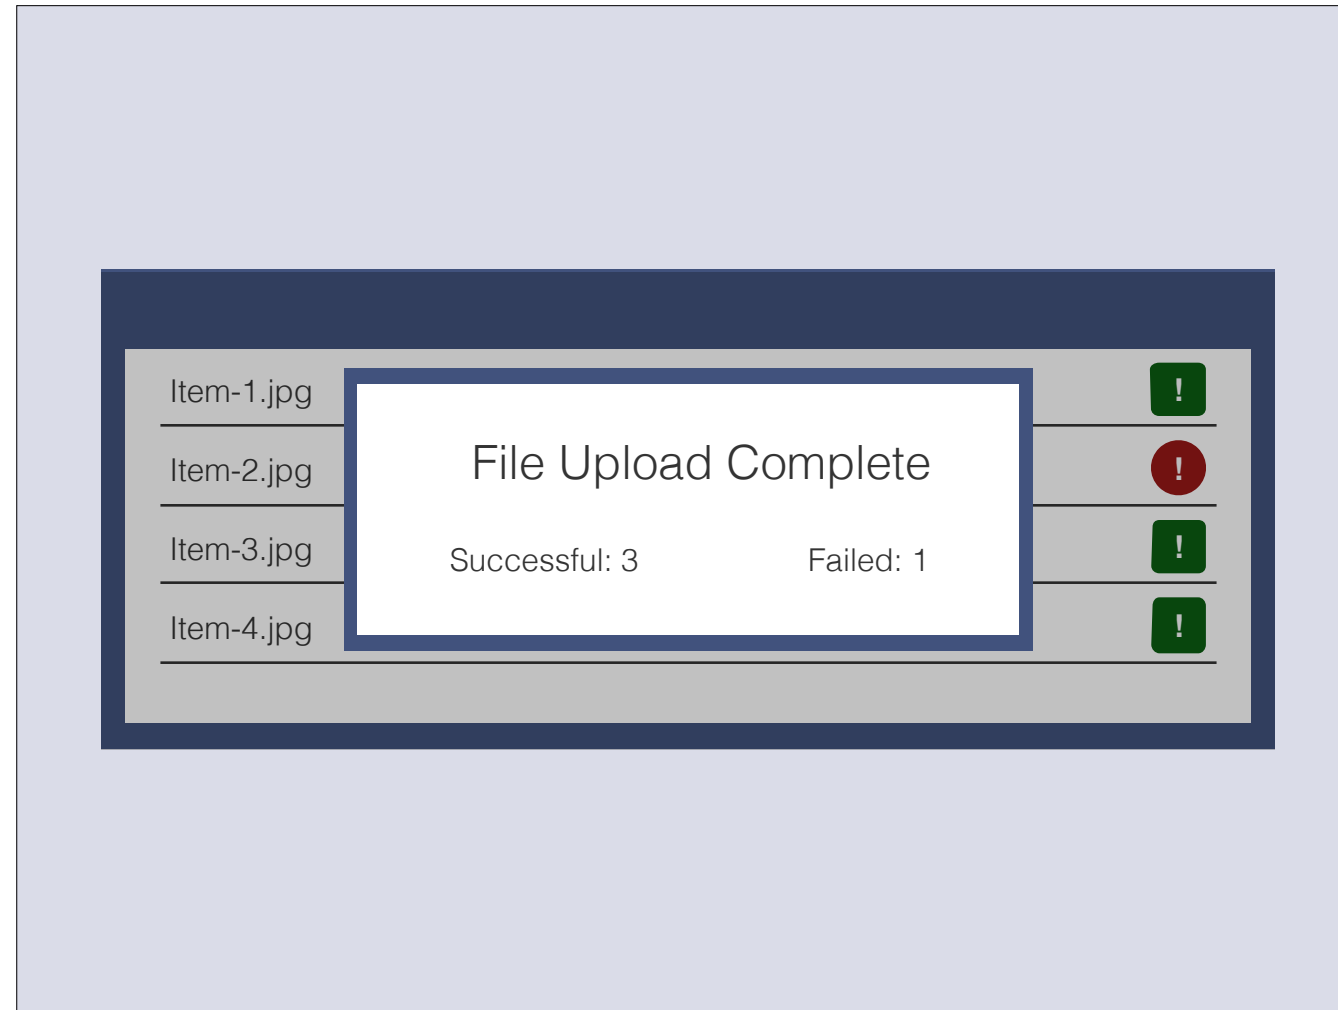 Item-1.jpg !
File Upload Complete
Item-2.jpg !
Item-3.jpg !
Successful: 3 Failed: 1
Item-4.jpg !